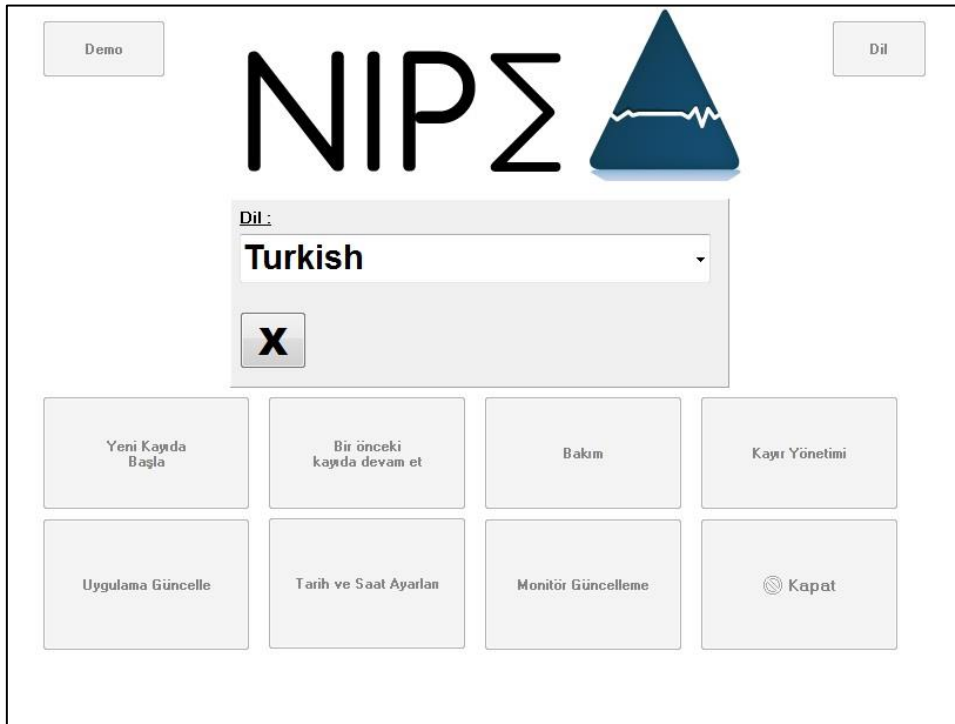 Demo
NIPΣ
Dil
Dil :
Turkish
X
Yeni Kayıda
Başla
Bir önceki
kayıda devam et
Bakım
Kayır Yönetimi
Uygulama Güncelle
Tarih ve Saat Ayarları
Monitör Güncelleme
Kapat